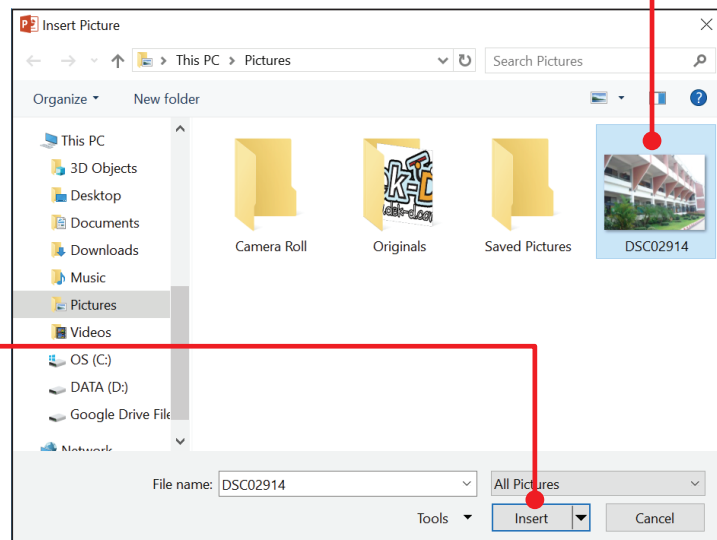 Insert Picture
This PC > Pictures
Search Pictures
Organize
New folder
This PC
3D Objects
Desktop
Documents
Downloads
Music
Pictures
Videos
OS (C:)
DATA (D:)
Google Drive File
Network
Camera Roll
Originals
Saved Pictures
DSC02914
File name: DSC02914
All Pictures
Tools
Insert
Cancel